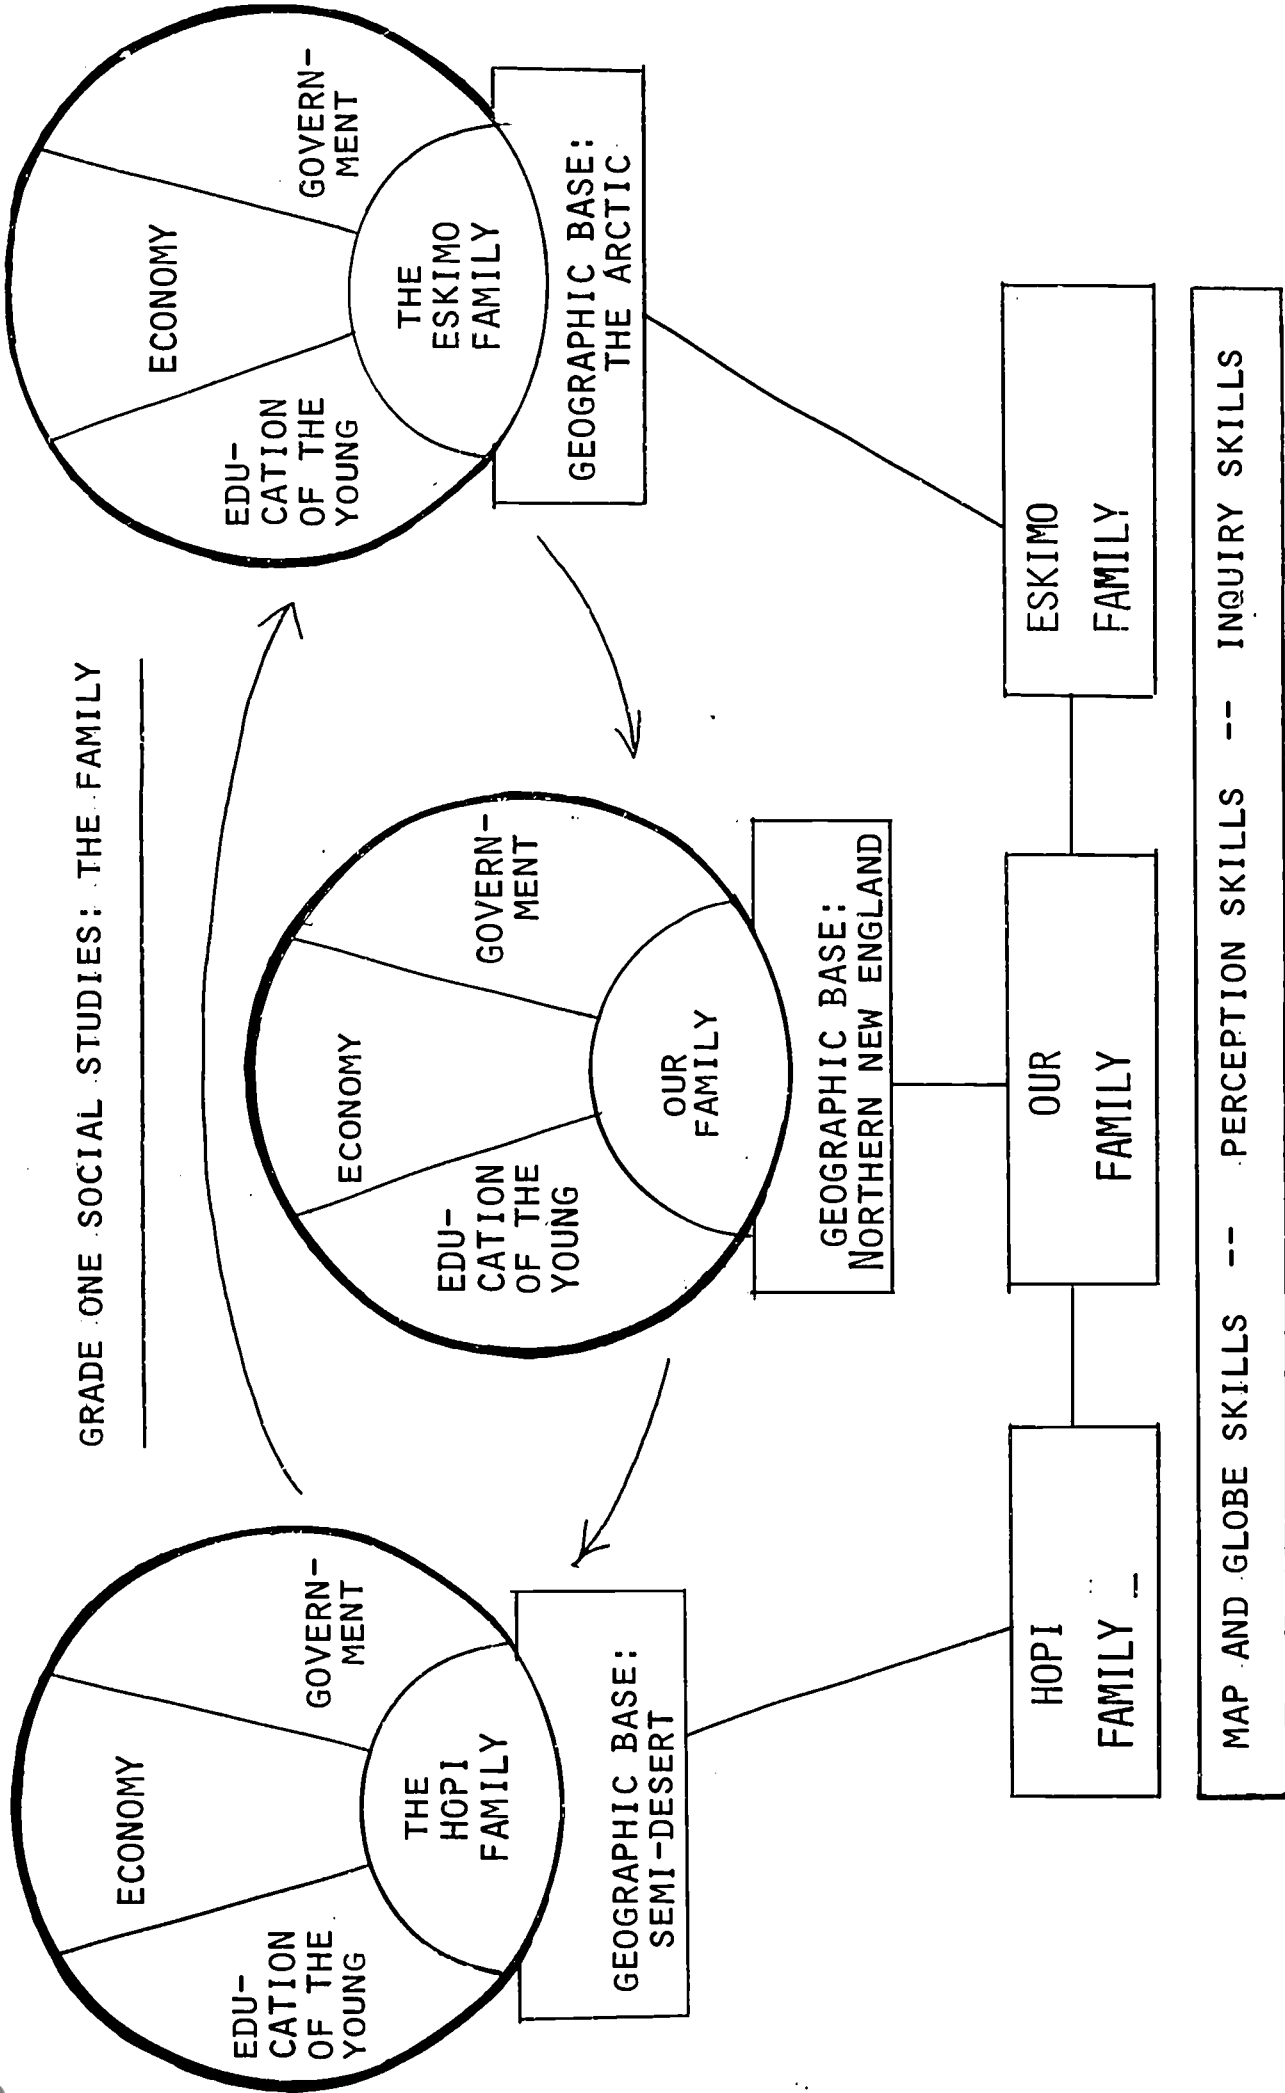 GRADE ONE SOCIAL STUDIES: THE FAMILY
ECONOMY
EDU-
CATION
OF THE
YOUNG
GOVERN-
MENT
THE
HOPI
FAMILY
GEOGRAPHIC BASE:
SEMI-DESERT
ECONOMY
EDU-
CATION
OF THE
YOUNG
GOVERN-
MENT
OUR
FAMILY
GEOGRAPHIC BASE:
NORTHERN NEW ENGLAND
ECONOMY
EDU-
CATION
OF THE
YOUNG
GOVERN-
MENT
THE
ESKIMO
FAMILY
GEOGRAPHIC BASE:
THE ARCTIC
HOPI
FAMILY
OUR
FAMILY
ESKIMO
FAMILY
MAP AND GLOBE SKILLS -- PERCEPTION SKILLS -- INQUIRY SKILLS